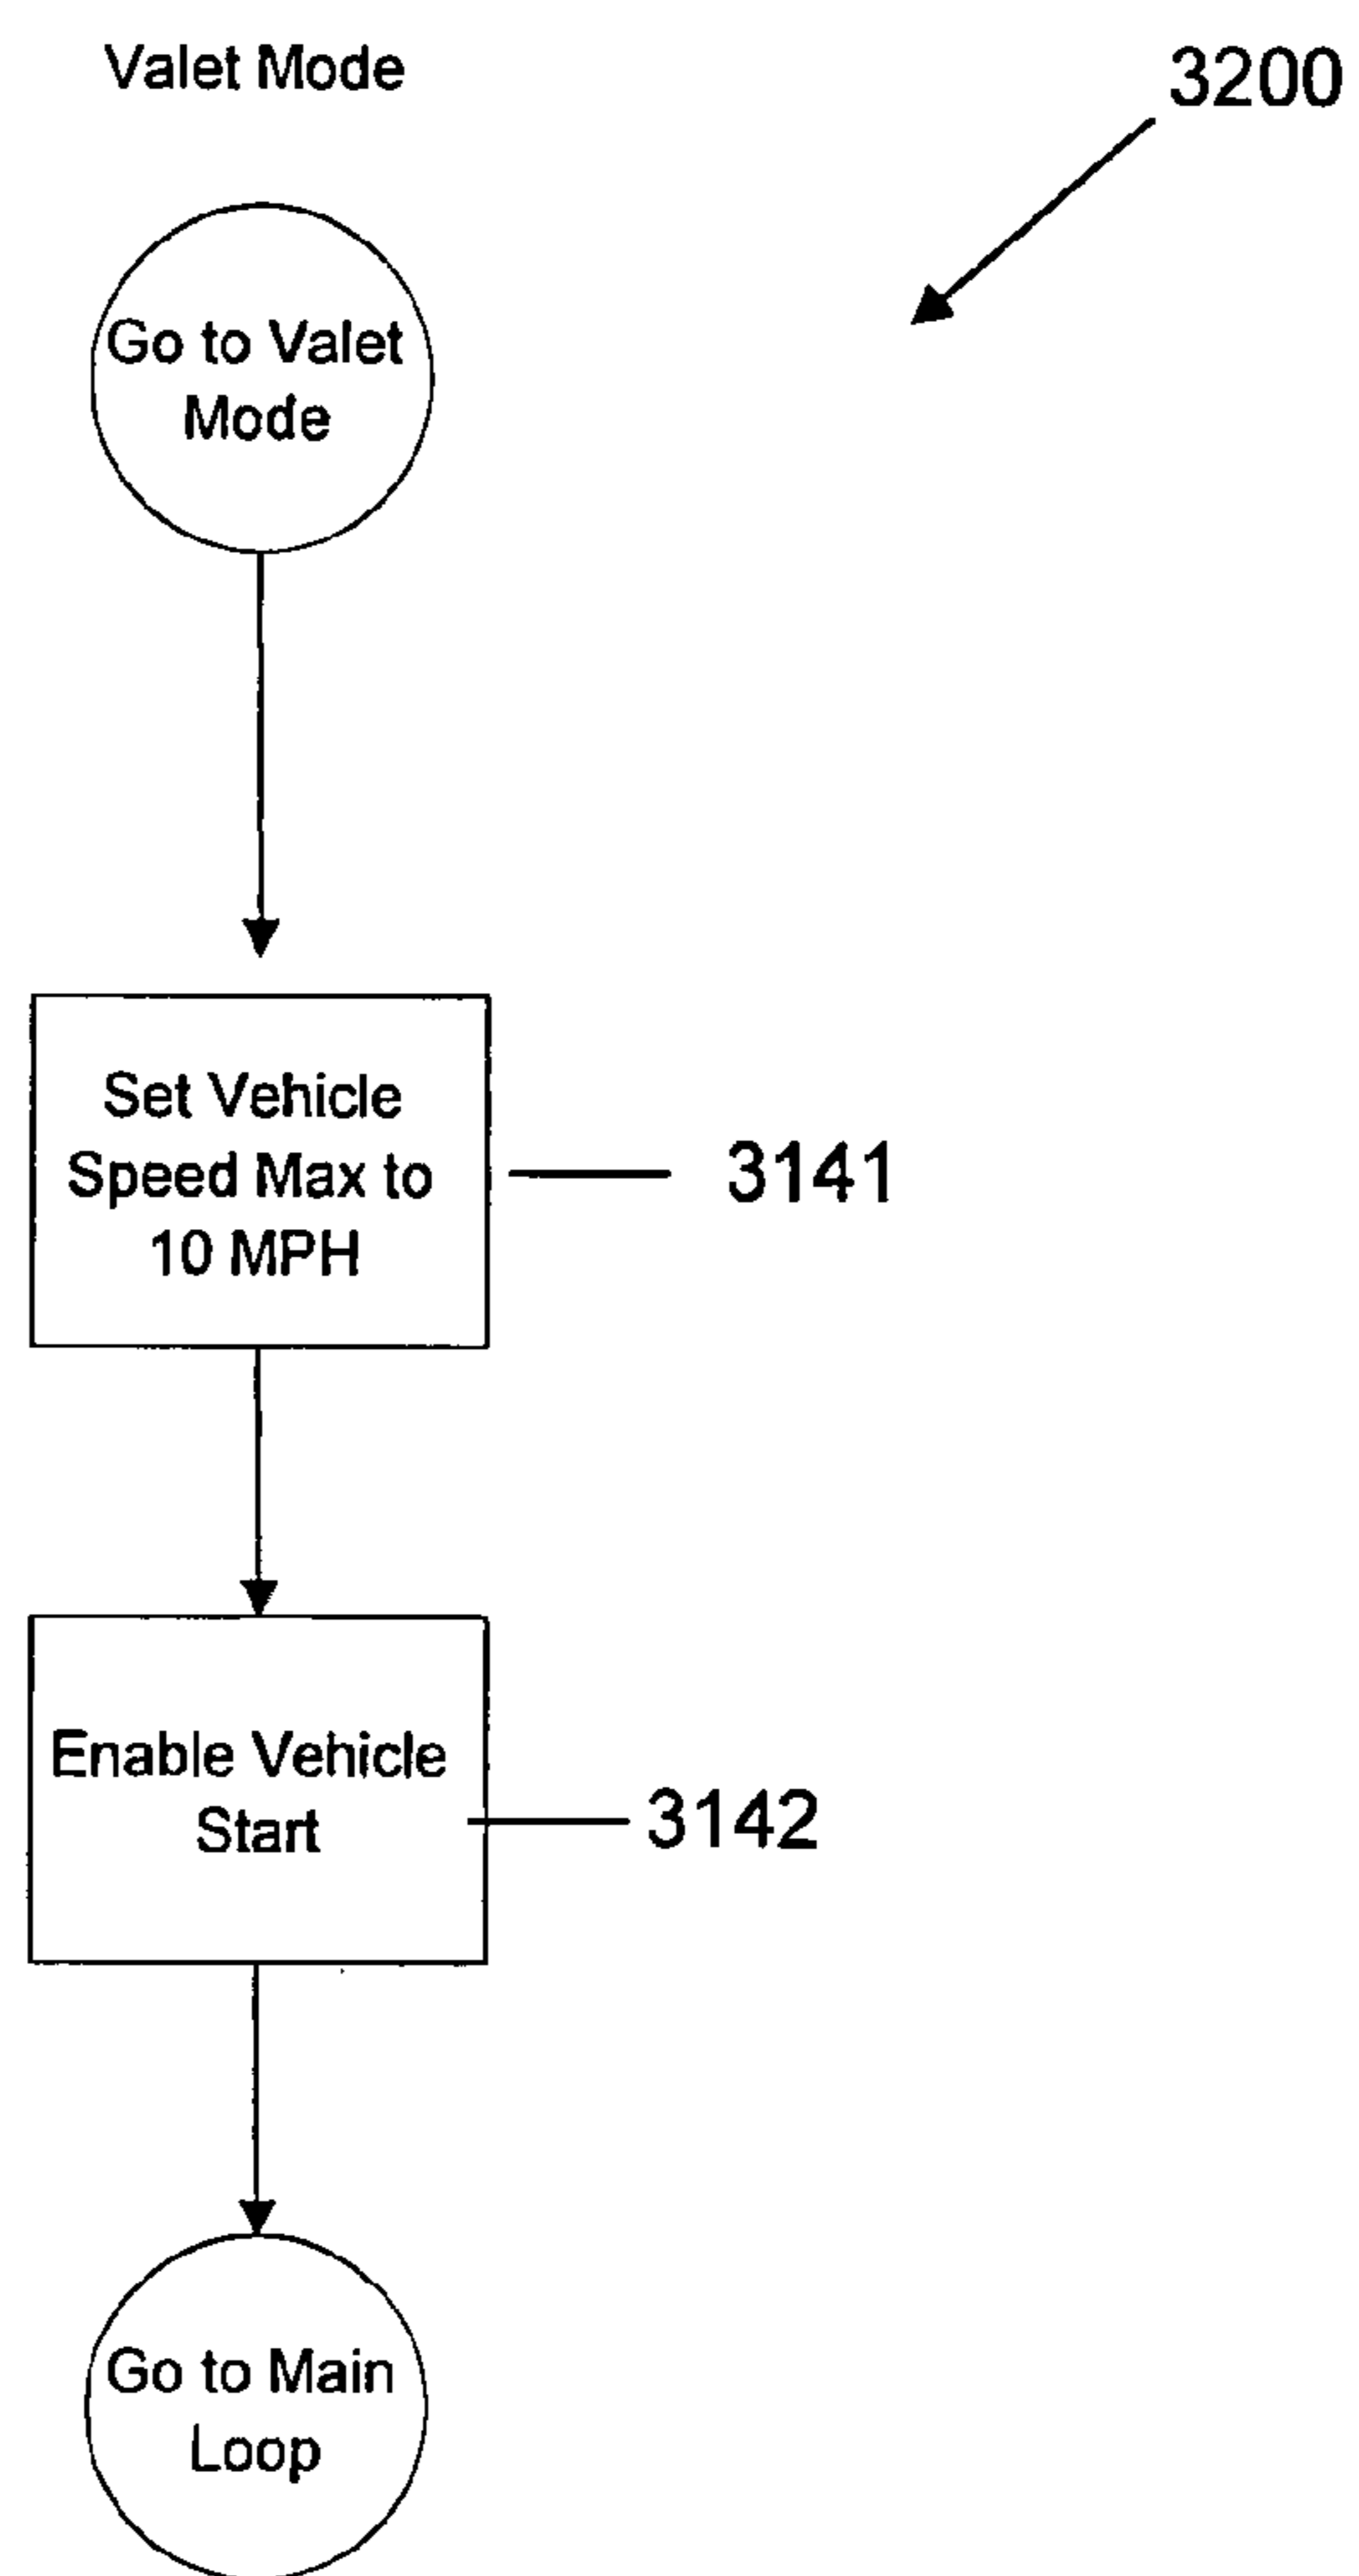 Valet Mode
3200
Go to Valet
Mode
Set Vehicle
Speed Max to
10 MPH
3141
Enable Vehicle
Start
3142
Go to Main
Loop